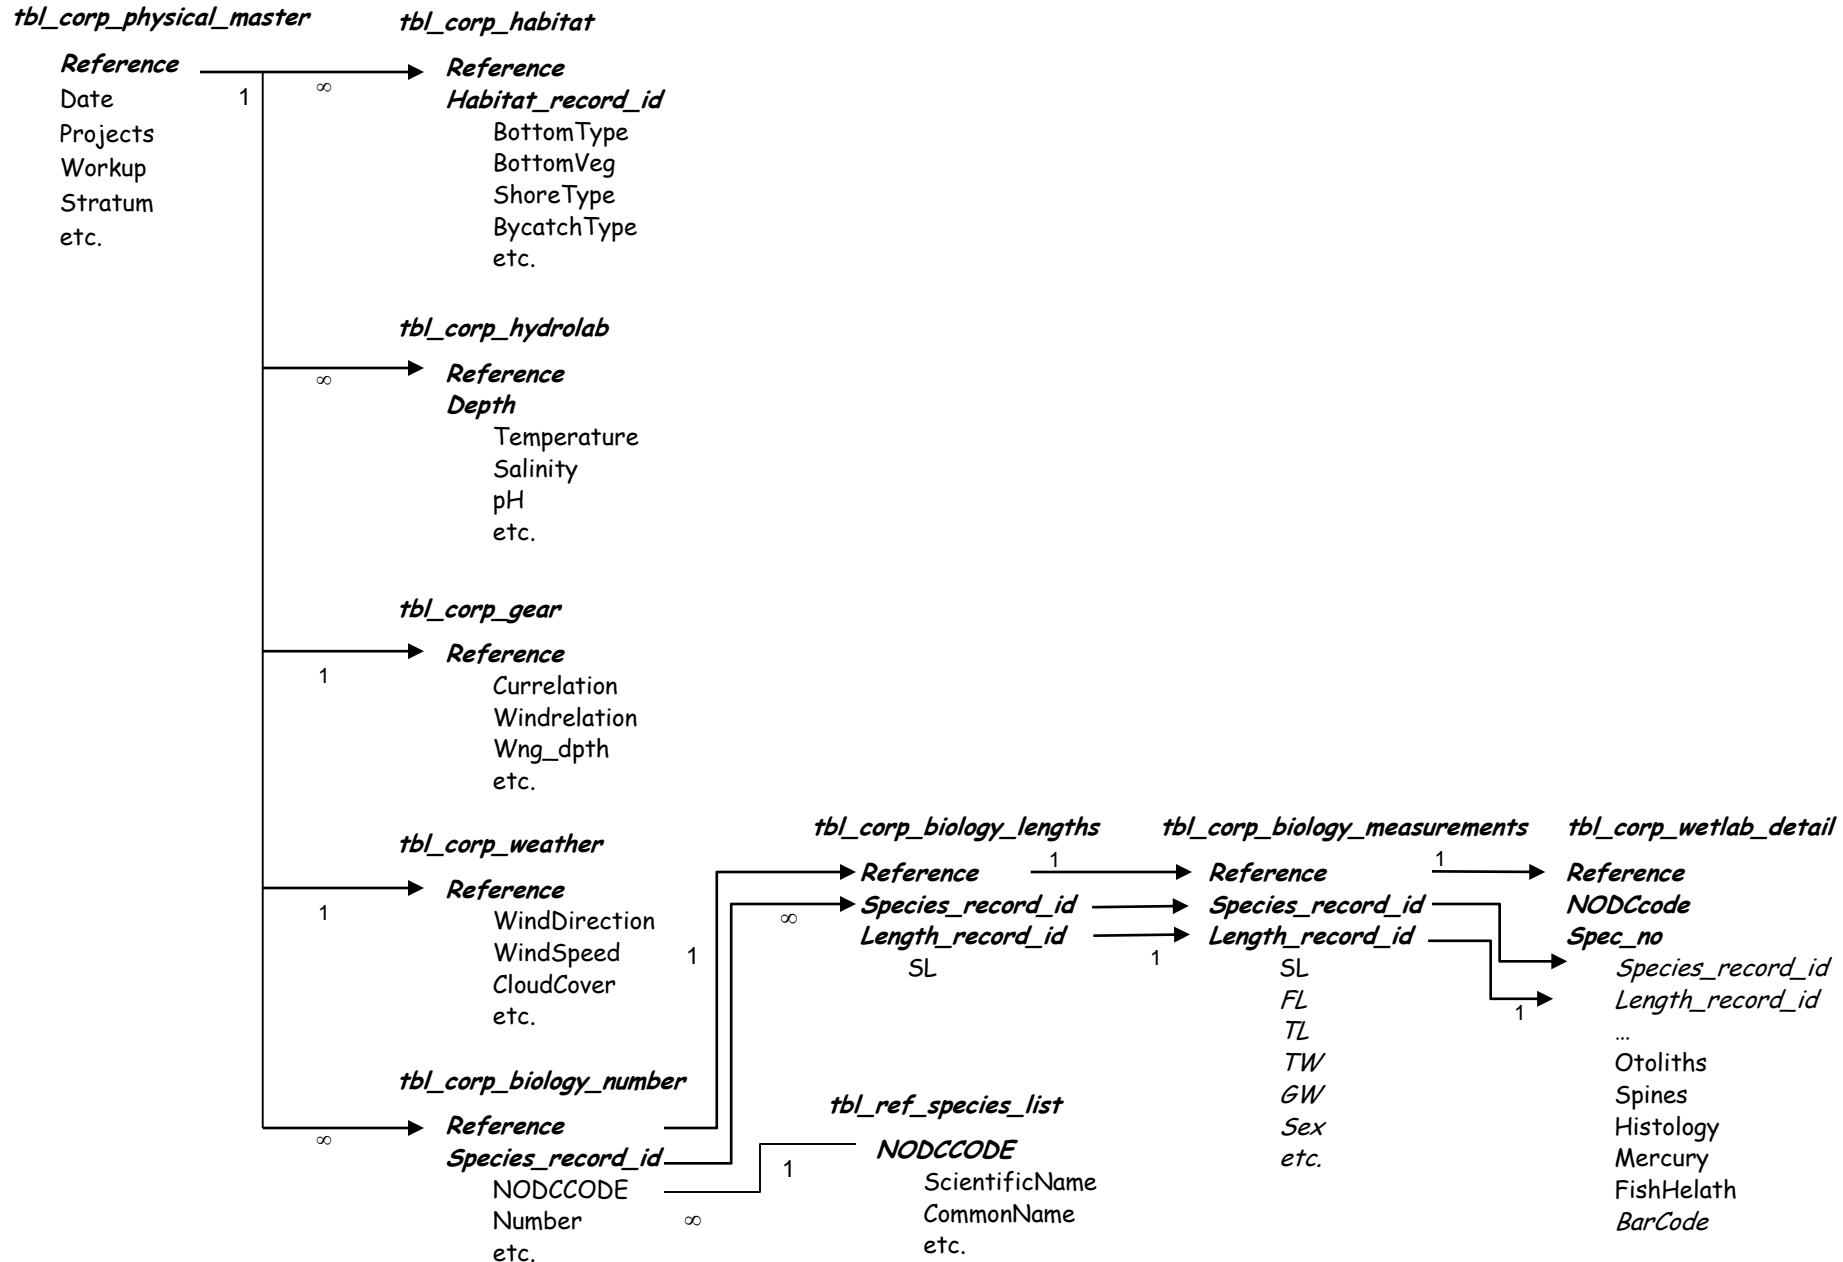 tbl_corp_physical_master
Reference
Date
Projects
Workup
Stratum
etc.
1
∞
tbl_corp_habitat
Reference
Habitat_record_id
BottomType
BottomVeg
ShoreType
BycatchType
etc.
tbl_corp_hydrolab
∞
Reference
Depth
Temperature
Salinity
pH
etc.
tbl_corp_gear
1
Reference
Currelation
Windrelation
Wng_dpth
etc.
tbl_corp_weather
1
Reference
WindDirection
WindSpeed
CloudCover
etc.
tbl_corp_biology_number
∞
Reference
Species_record_id
NODCCODE
Number
etc.
1
∞
∞
1
tbl_ref_species_list
NODCCODE
ScientificName
CommonName
etc.
tbl_corp_biology_lengths
Reference
Species_record_id
Length_record_id
SL
1
1
tbl_corp_biology_measurements
Reference
Species_record_id
Length_record_id
SL
FL
TL
TW
GW
Sex
etc.
1
1
tbl_corp_wetlab_detail
Reference
NODCcode
Spec_no
Species_record_id
Length_record_id
...
Otoliths
Spines
Histology
Mercury
FishHelath
BarCode